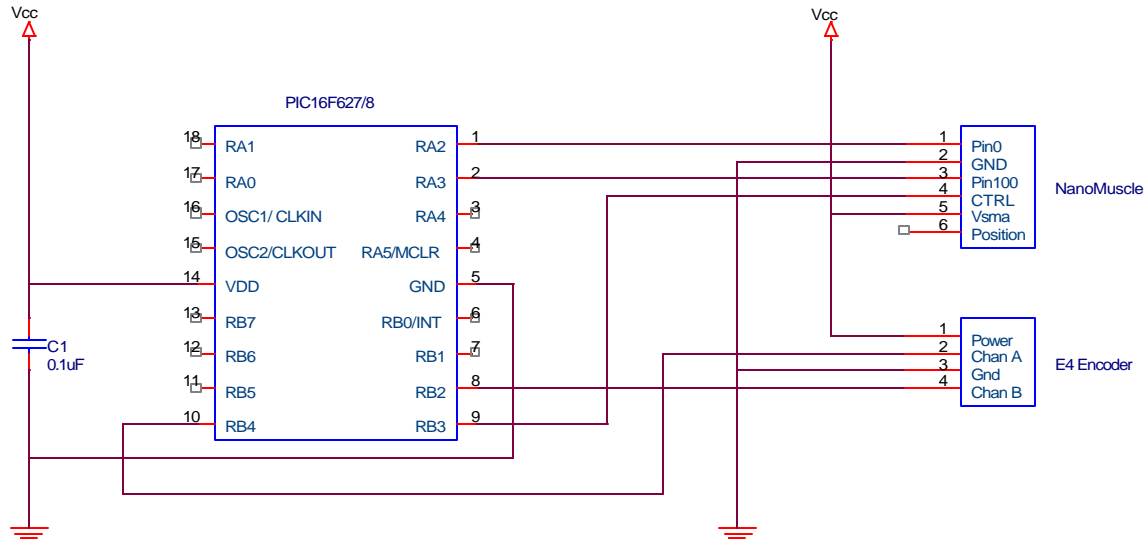 Vcc
Vcc
PIC16F627/8
18
RA1
17
RA0
16
OSC1/ CLKIN
15
OSC2/CLKOUT
14
VDD
13
RB7
12
RB6
11
RB5
10
RB4
RA2
1
RA3
2
RA4
3
RA5/MCLR
4
GND
5
RB0/INT
6
RB1
7
RB2
8
RB3
9
C1
0.1uF
1
Pin0
2
GND
3
Pin100
4
CTRL
5
Vsma
6
Position
NanoMuscle
1
Power
2
Chan A
3
Gnd
4
Chan B
E4 Encoder